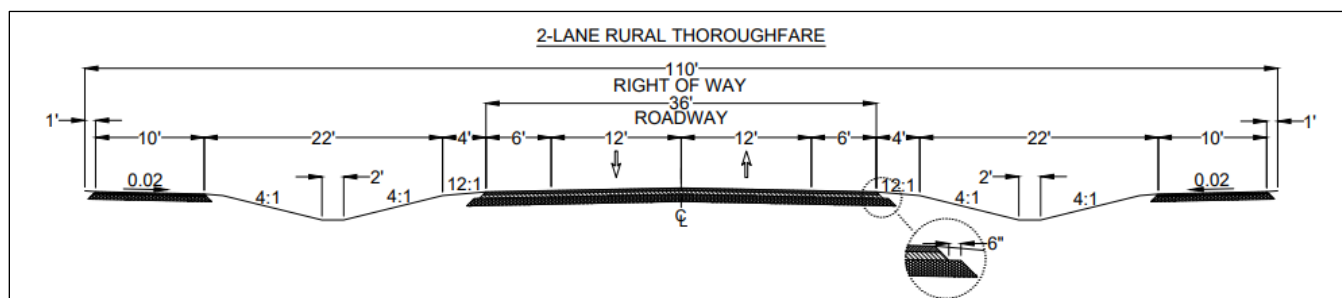 2-LANE RURAL THOROUGHFARE
110'
RIGHT OF WAY
36'
ROADWAY
1' 10' 22' 4' 6' 12' 12' 6' 4' 22' 10' 1'
0.02 4:1 2' 4:1 12:1 12:1 4:1 2' 4:1 0.02
CL
6"